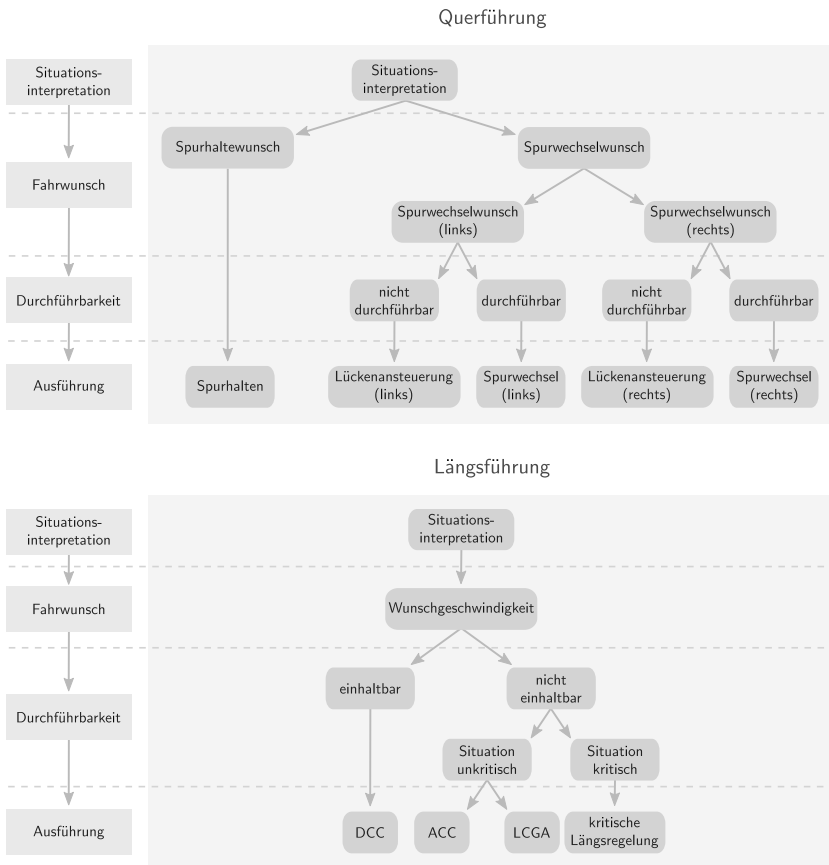 Querführung
Situations-
interpretation
Situations-
interpretation
Spurhaltewunsch
Spurwechselwunsch
Fahrwunsch
Spurwechselwunsch
(links)
Spurwechselwunsch
(rechts)
Durchführbarkeit
nicht
durchführbar
durchführbar
nicht
durchführbar
durchführbar
Ausführung
Spurhalten
Lückenansteuerung
(links)
Spurwechsel
(links)
Lückenansteuerung
(rechts)
Spurwechsel
(rechts)
Längsführung
Situations-
interpretation
Situations-
interpretation
Fahrwunsch
Wunschgeschwindigkeit
einhaltbar
nicht
einhaltbar
Durchführbarkeit
Situation
unkritisch
Situation
kritisch
Ausführung
DCC
ACC
LCGA
kritische
Längsregelung